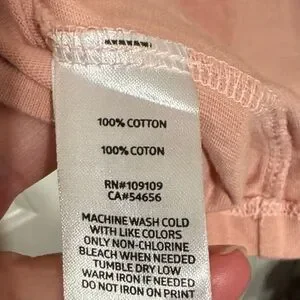 100% COTTON
100% COTON
RN#109109
CA#54656
MACHINE WASH COLD
WITH LIKE COLORS
ONLY NON-CHLORINE
BLEACH WHEN NEEDED
TUMBLE DRY LOW
WARM IRON IF NEEDED
DO NOT IRON ON PRINT